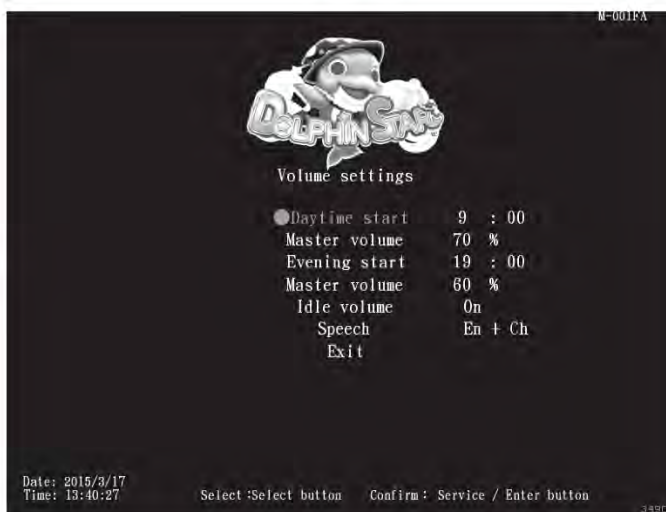 M-001FA
DOLPHIN STAR
Volume settings
Daytime start 9 : 00
Master volume 70 %
Evening start 19 : 00
Master volume 60 %
Idle volume On
Speech En + Ch
Exit
Date: 2015/3/17
Time: 13:40:27
Select :Select button Confirm : Service / Enter button
3490